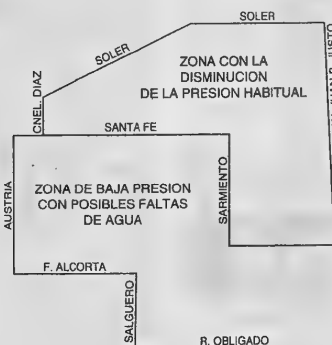 SOLER
SOLER
CNEL. DIAZ
ZONA CON LA
DISMINUCION
DE LA PRESION HABITUAL
SANTA FE
AUSTRIA
ZONA DE BAJA PRESION
CON POSIBLES FALTAS
DE AGUA
SARMIENTO
F. ALCORTA
SALGUERO
R. OBLIGADO